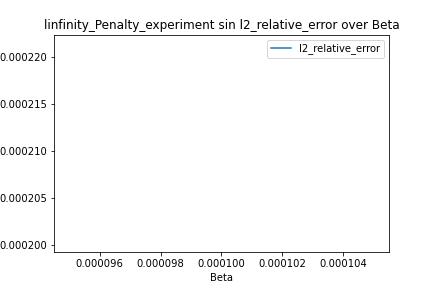 linfinity_Penalty_experiment sin l2_relative_error over Beta
l2_relative_error
0.000220
0.000215
0.000210
0.000205
0.000200
0.000096 0.000098 0.000100 0.000102 0.000104
Beta